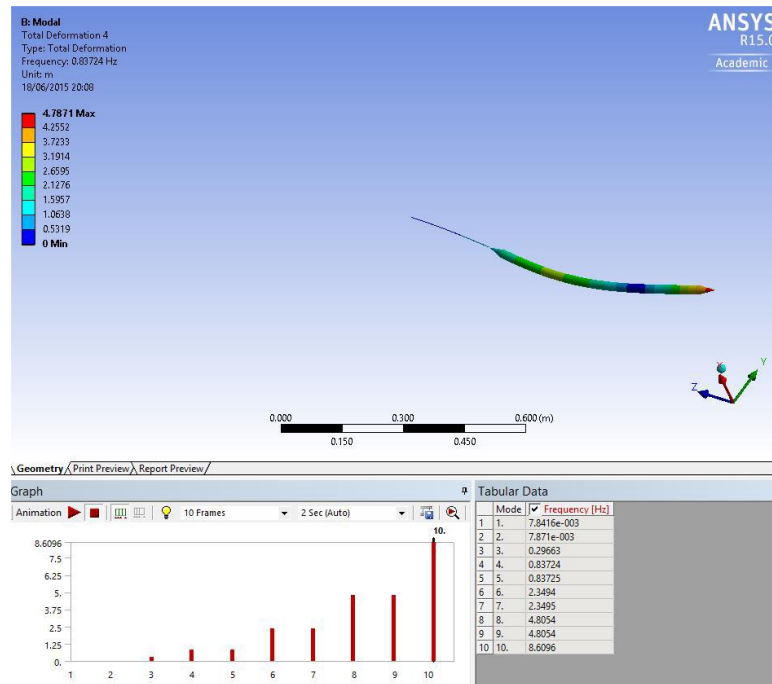 B: Modal
Total Deformation 4
Type: Total Deformation
Frequency: 0.83724 Hz
Unit: m
18/06/2015 20:08
4.7871 Max
4.2552
3.7233
3.1914
2.6595
2.1276
1.5957
1.0638
0.5319
0 Min
ANSYS
R15.0
Academic
X
Y
Z
0.000 0.300 0.600 (m)
0.150 0.450
Geometry Print Preview Report Preview
Graph
Animation 10 Frames 2 Sec (Auto)
10.
8.6096
7.5
6.25
5.
3.75
2.5
1.25
0.
1 2 3 4 5 6 7 8 9 10
Tabular Data
Mode Frequency [Hz]
1 1. 7.8416e-003
2 2. 7.871e-003
3 3. 0.29663
4 4. 0.83724
5 5. 0.83725
6 6. 2.3494
7 7. 2.3495
8 8. 4.8054
9 9. 4.8054
10 10. 8.6096